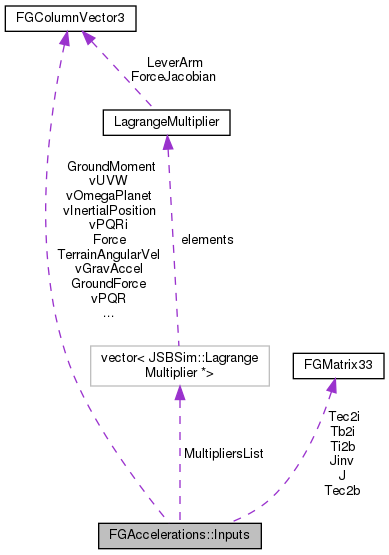 FGColumnVector3
LeverArm
ForceJacobian
LagrangeMultiplier
GroundMoment
vUVW
vOmegaPlanet
vInertialPosition
vPQRi
Force
TerrainAngularVel
vGravAccel
GroundForce
vPQR
...
elements
vector< JSBSim::Lagrange
Multiplier *>
FGMatrix33
MultipliersList
Tec2i
Tb2i
Ti2b
Jinv
J
Tec2b
FGAccelerations::Inputs